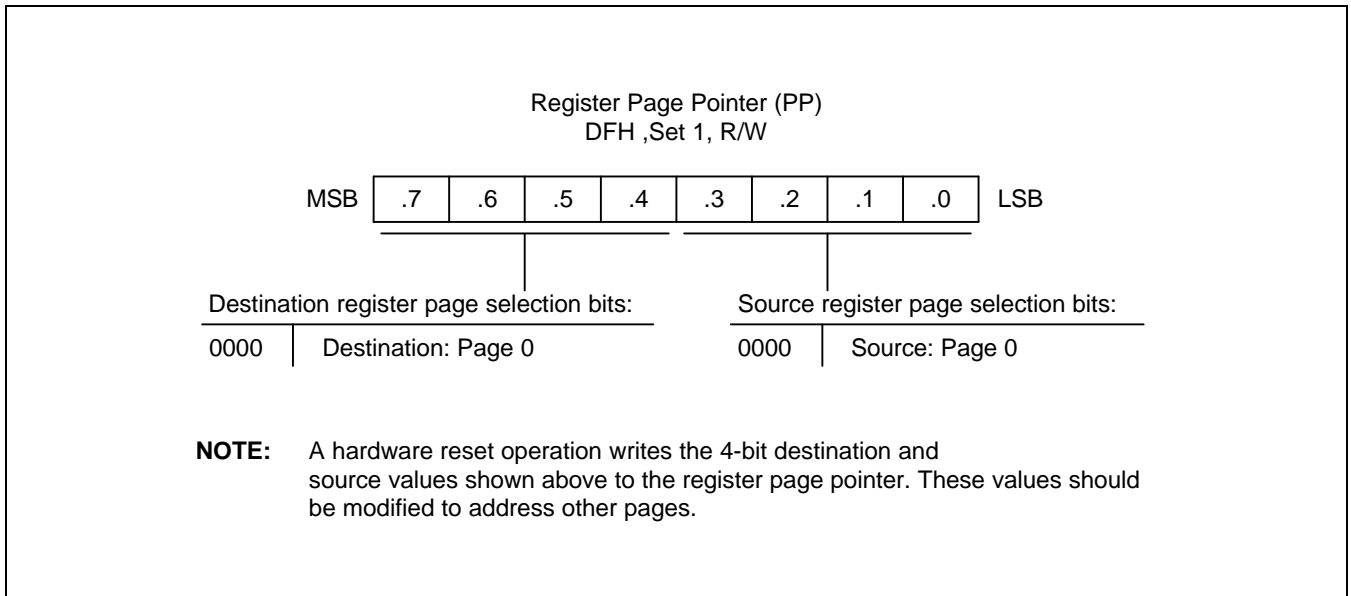 Register Page Pointer (PP)
DFH ,Set 1, R/W
MSB .7 .6 .5 .4 .3 .2 .1 .0 LSB
Destination register page selection bits:
0000 Destination: Page 0
Source register page selection bits:
0000 Source: Page 0
NOTE: A hardware reset operation writes the 4-bit destination and
source values shown above to the register page pointer. These values should
be modified to address other pages.